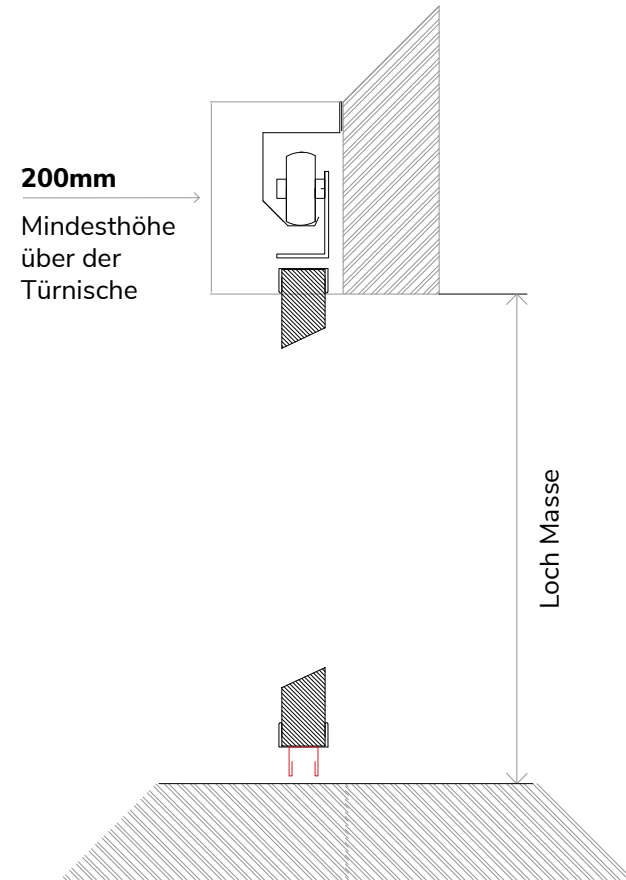 200mm
Mindesthöhe
über der
Türnische
Loch Masse